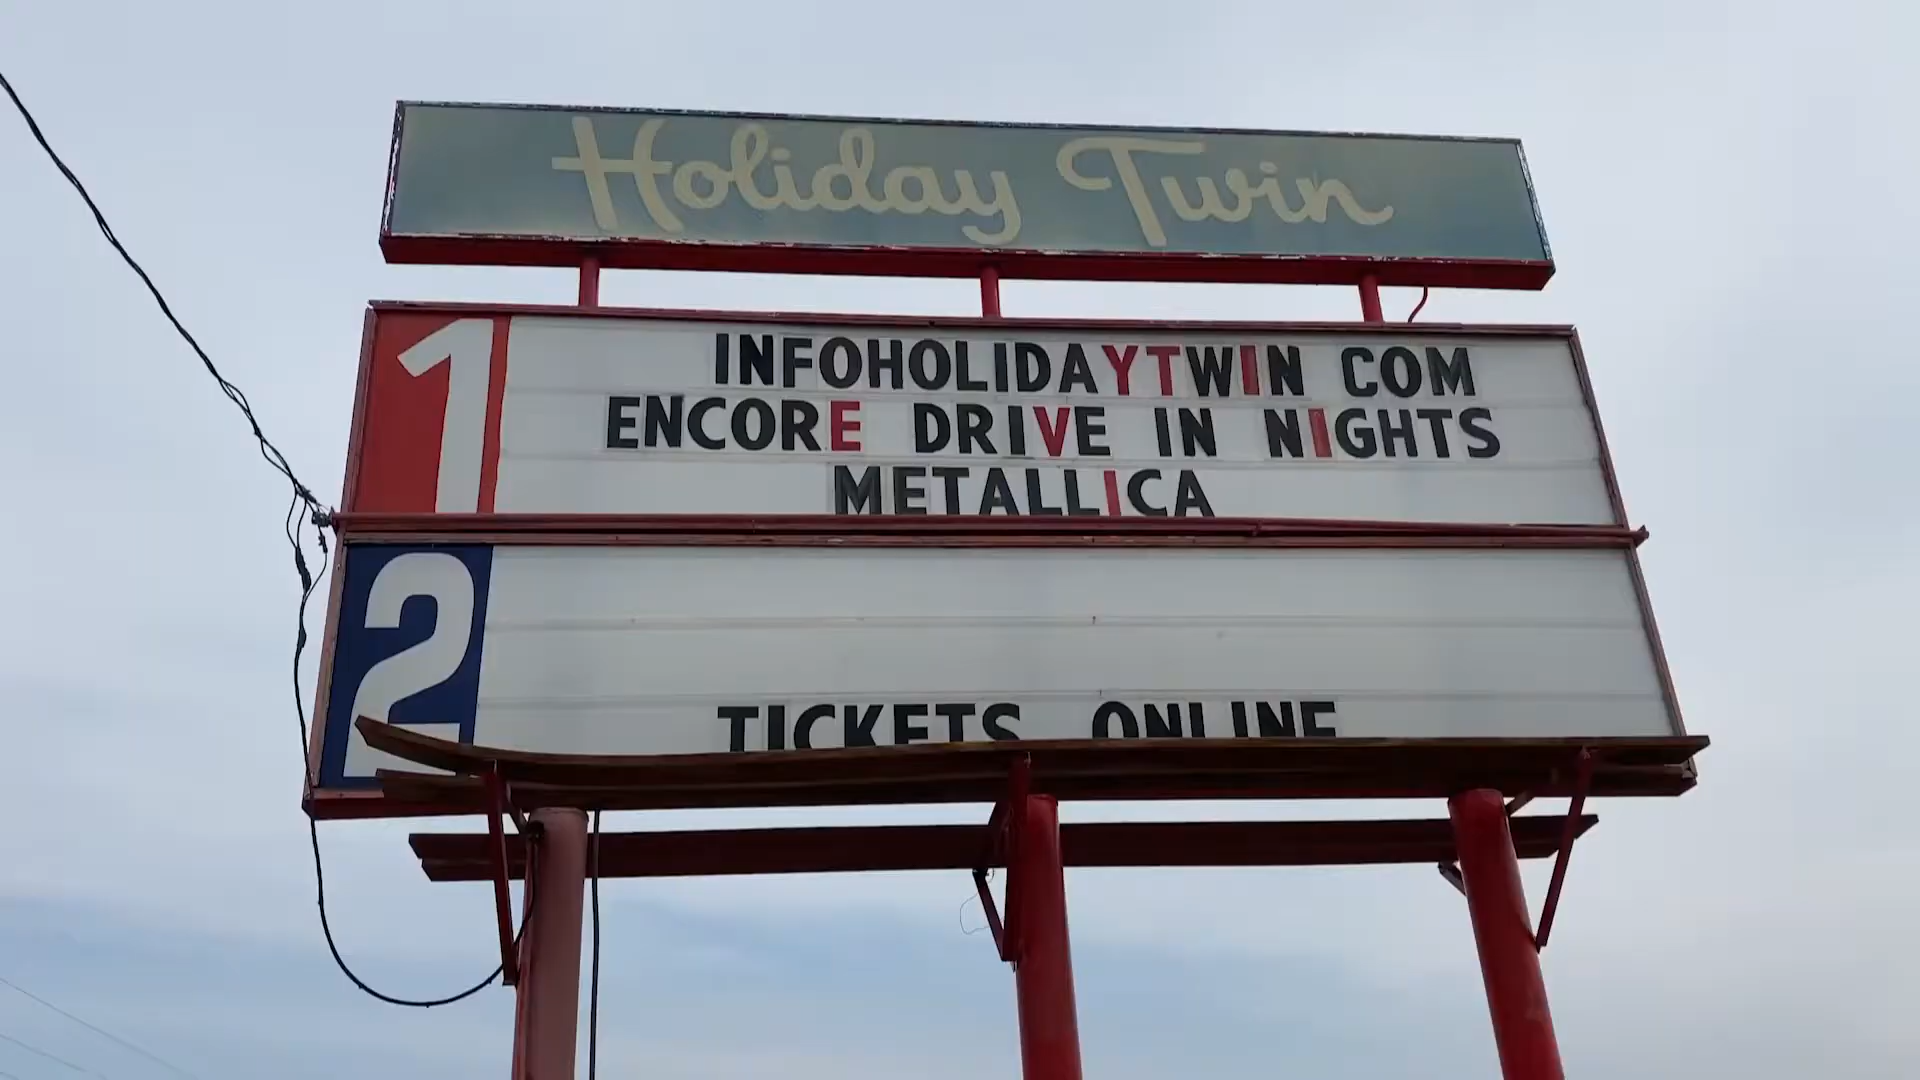 Holiday Twin
1
INFOHOLIDAYTWIN COM
ENCORE DRIVE IN NIGHTS
METALLICA
2
TICKETS ONLINE